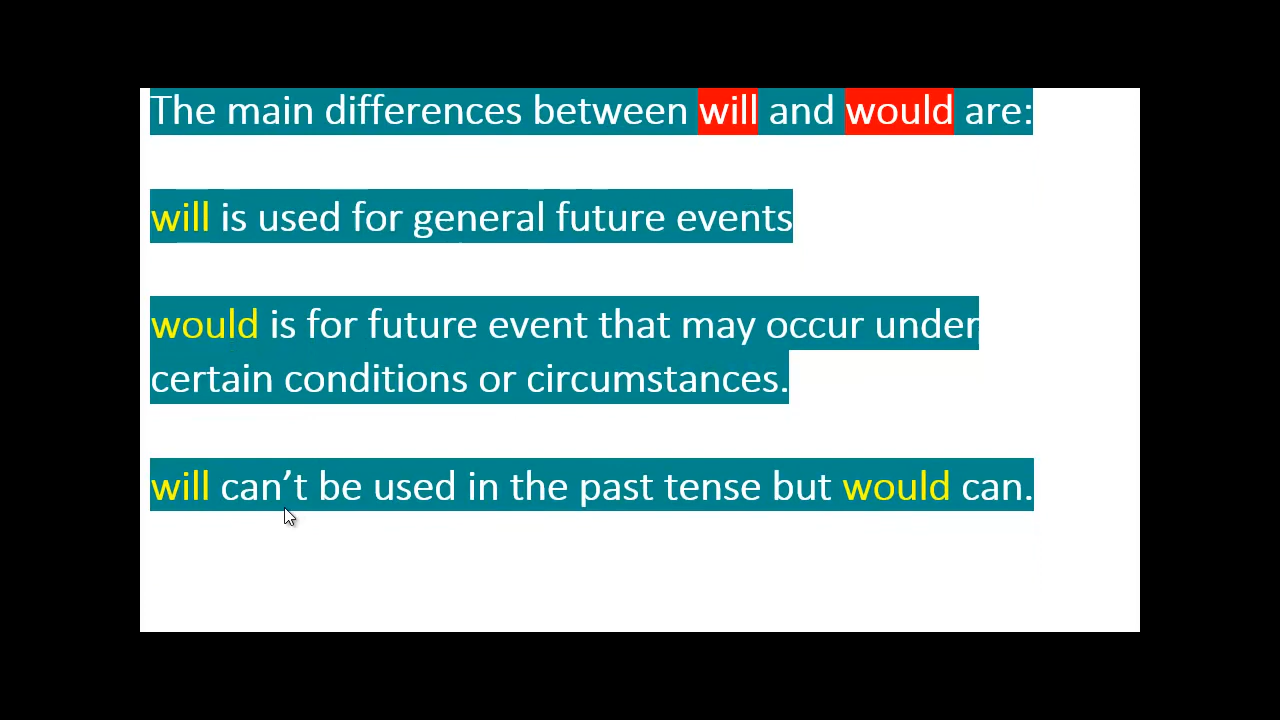 The main differences between will and would are:
will is used for general future events
would is for future event that may occur under
certain conditions or circumstances.
will can’t be used in the past tense but would can.